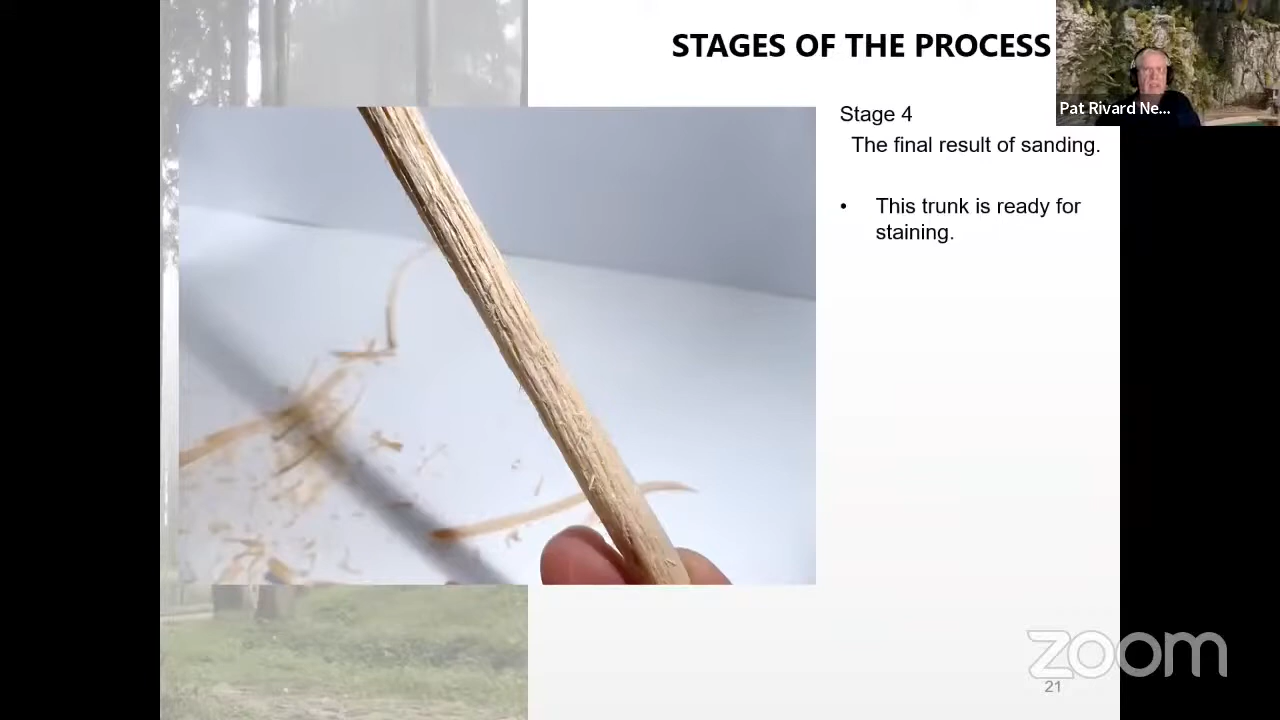 STAGES OF THE PROCESS
Pat Rivard Ne...
Stage 4
The final result of sanding.
• This trunk is ready for
staining.
zoom
21